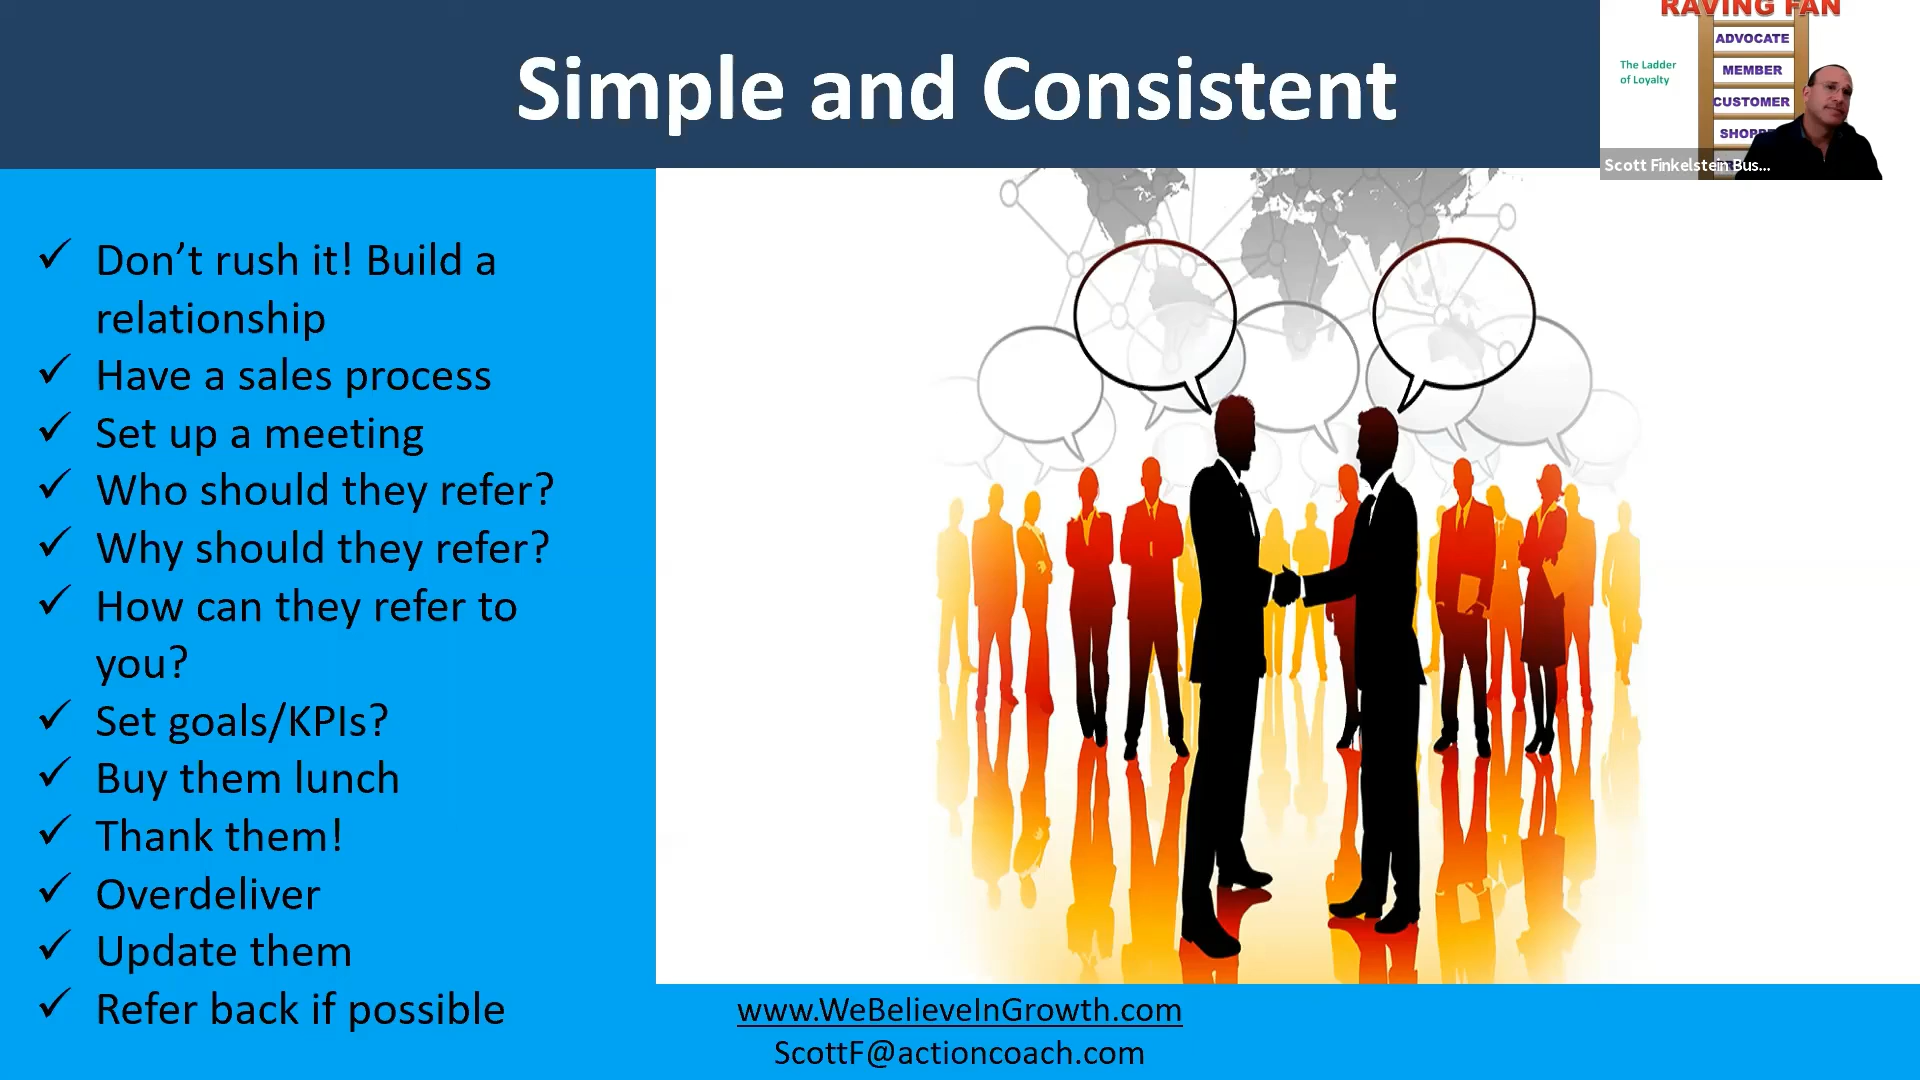 Simple and Consistent
RAVING FAN
ADVOCATE
The Ladder
of Loyalty
MEMBER
CUSTOMER
Scott Finkelstein Bus...
✓ Don’t rush it! Build a
relationship
✓ Have a sales process
✓ Set up a meeting
✓ Who should they refer?
✓ Why should they refer?
✓ How can they refer to
you?
✓ Set goals/KPIs?
✓ Buy them lunch
✓ Thank them!
✓ Overdeliver
✓ Update them
✓ Refer back if possible
www.WeBelieveInGrowth.com
ScottF@actioncoach.com